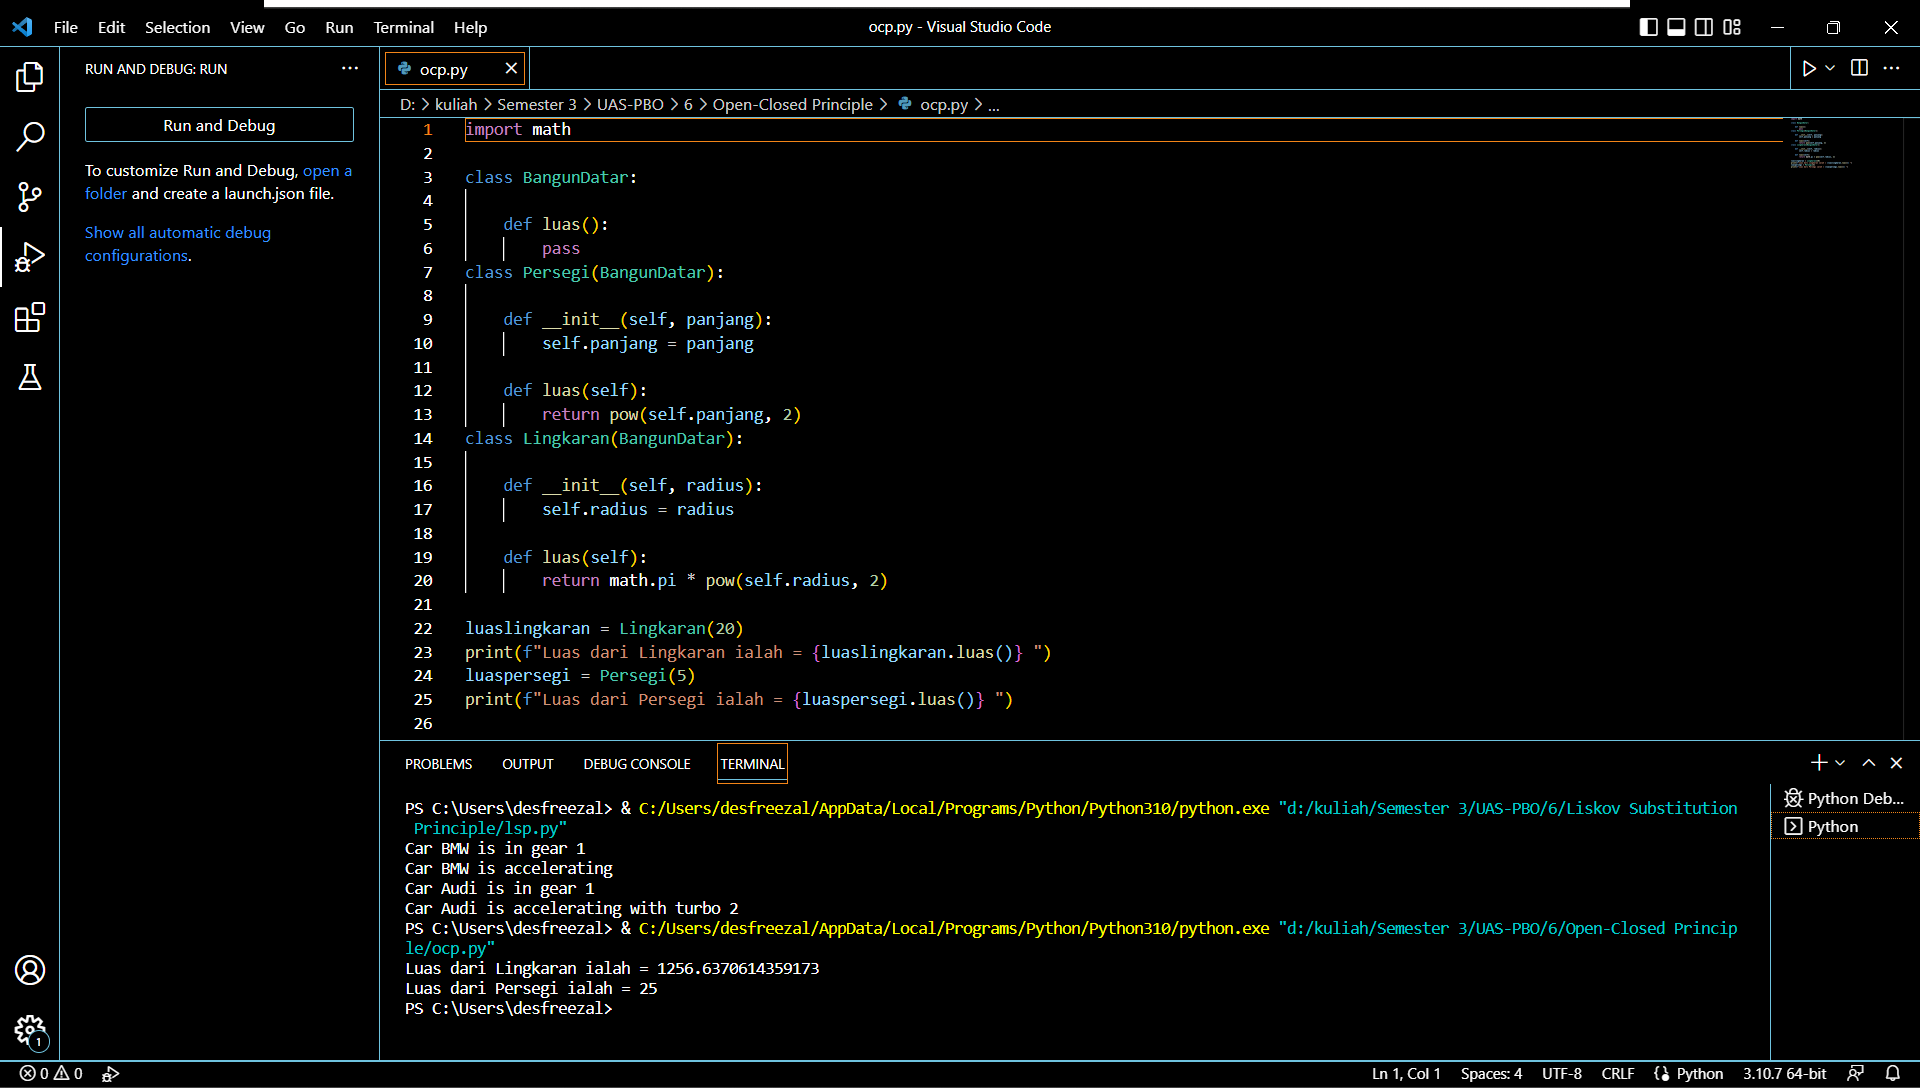 File Edit Selection View Go Run Terminal Help
ocp.py - Visual Studio Code
RUN AND DEBUG: RUN ...
Run and Debug
To customize Run and Debug, open a
folder and create a launch.json file.
Show all automatic debug
configurations.
ocp.py
D: > kuliah > Semester 3 > UAS-PBO > 6 > Open-Closed Principle > ocp.py > ...
1 import math
2
3 class BangunDatar:
4
5     def luas():
6         pass
7 class Persegi(BangunDatar):
8
9     def __init__(self, panjang):
10         self.panjang = panjang
11
12     def luas(self):
13         return pow(self.panjang, 2)
14 class Lingkaran(BangunDatar):
15
16     def __init__(self, radius):
17         self.radius = radius
18
19     def luas(self):
20         return math.pi * pow(self.radius, 2)
21
22 luaslingkaran = Lingkaran(20)
23 print(f"Luas dari Lingkaran ialah = {luaslingkaran.luas()} ")
24 luaspersegi = Persegi(5)
25 print(f"Luas dari Persegi ialah = {luaspersegi.luas()} ")
26
PROBLEMS OUTPUT DEBUG CONSOLE TERMINAL
PS C:\Users\desfreezal> & C:/Users/desfreezal/AppData/Local/Programs/Python/Python310/python.exe "d:/kuliah/Semester 3/UAS-PBO/6/Liskov Substitution
 Principle/lsp.py"
Car BMW is in gear 1
Car BMW is accelerating
Car Audi is in gear 1
Car Audi is accelerating with turbo 2
PS C:\Users\desfreezal> & C:/Users/desfreezal/AppData/Local/Programs/Python/Python310/python.exe "d:/kuliah/Semester 3/UAS-PBO/6/Open-Closed Princip
le/ocp.py"
Luas dari Lingkaran ialah = 1256.6370614359173
Luas dari Persegi ialah = 25
PS C:\Users\desfreezal>
Python Deb...
Python
1
0 0
Ln 1, Col 1 Spaces: 4 UTF-8 CRLF Python 3.10.7 64-bit